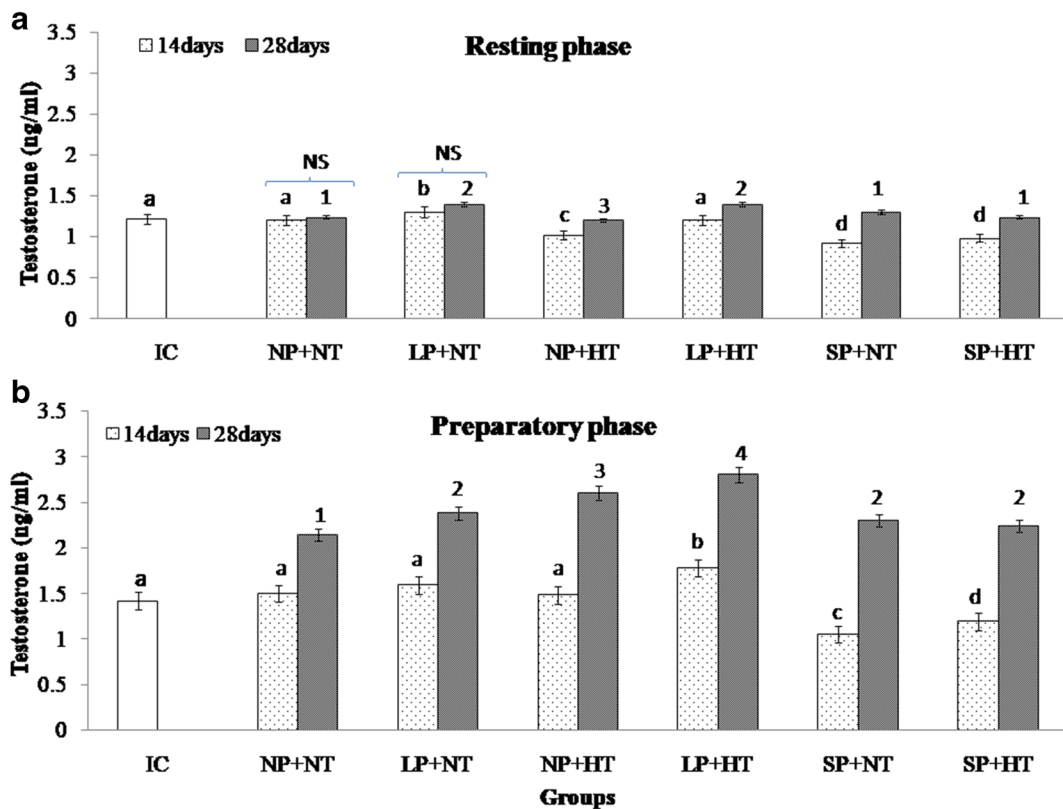 a
3.5
14days 28days
Resting phase
3
2.5
2
1.5
1
0.5
0
Testosterone (ng/ml)
NS
NS
a
a 1
b 2
c 3
a 2
d 1
d 1
IC NP+NT LP+NT NP+HT LP+HT SP+NT SP+HT
b
3.5
14days 28days
Preparatory phase
3
2.5
2
1.5
1
0.5
0
Testosterone (ng/ml)
a
a 1
a 2
a 3
b 4
c 2
d 2
IC NP+NT LP+NT NP+HT LP+HT SP+NT SP+HT
Groups